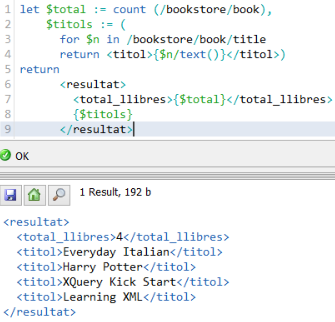 1 let $total := count (/bookstore/book),
2 $titols := (
3 for $n in /bookstore/book/title
4 return <titol>{$n/text()}</titol>)
5 return
6 <resultat>
7 <total_llibres>{$total}</total_llibres>
8 {$titols}
9 </resultat>
OK
1 Result, 192 b
<resultat>
<total_llibres>4</total_llibres>
<titol>Everyday Italian</titol>
<titol>Harry Potter</titol>
<titol>XQuery Kick Start</titol>
<titol>Learning XML</titol>
</resultat>